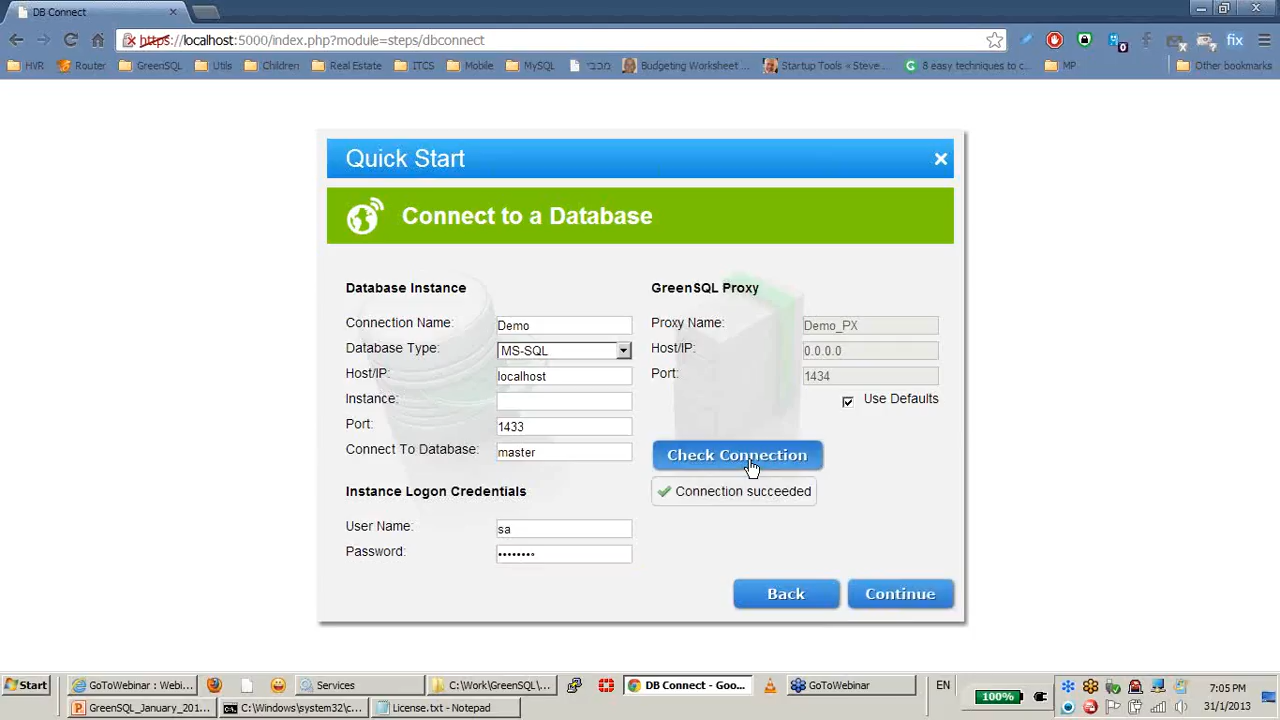 DB Connect
https://localhost:5000/index.php?module=steps/dbconnect
fix
HVR Router GreenSQL Utils Children Real Estate ITCS Mobile MySQL מכבי Budgeting Worksheet ... Startup Tools « Steve... 8 easy techniques to c... MP Other bookmarks
Quick Start
Connect to a Database
Database Instance
Connection Name: Demo
Database Type: MS-SQL
Host/IP: localhost
Instance:
Port: 1433
Connect To Database: master
Instance Logon Credentials
User Name: sa
Password: ••••••••
GreenSQL Proxy
Proxy Name: Demo_PX
Host/IP: 0.0.0.0
Port: 1434
Use Defaults
Check Connection
Connection succeeded
Back Continue
Start GoToWebinar : Webi... Services C:\Work\GreenSQL\... DB Connect - Goo... GoToWebinar EN 100% 7:05 PM
GreenSQL_January_201... C:\Windows\system32\c... License.txt - Notepad 31/1/2013